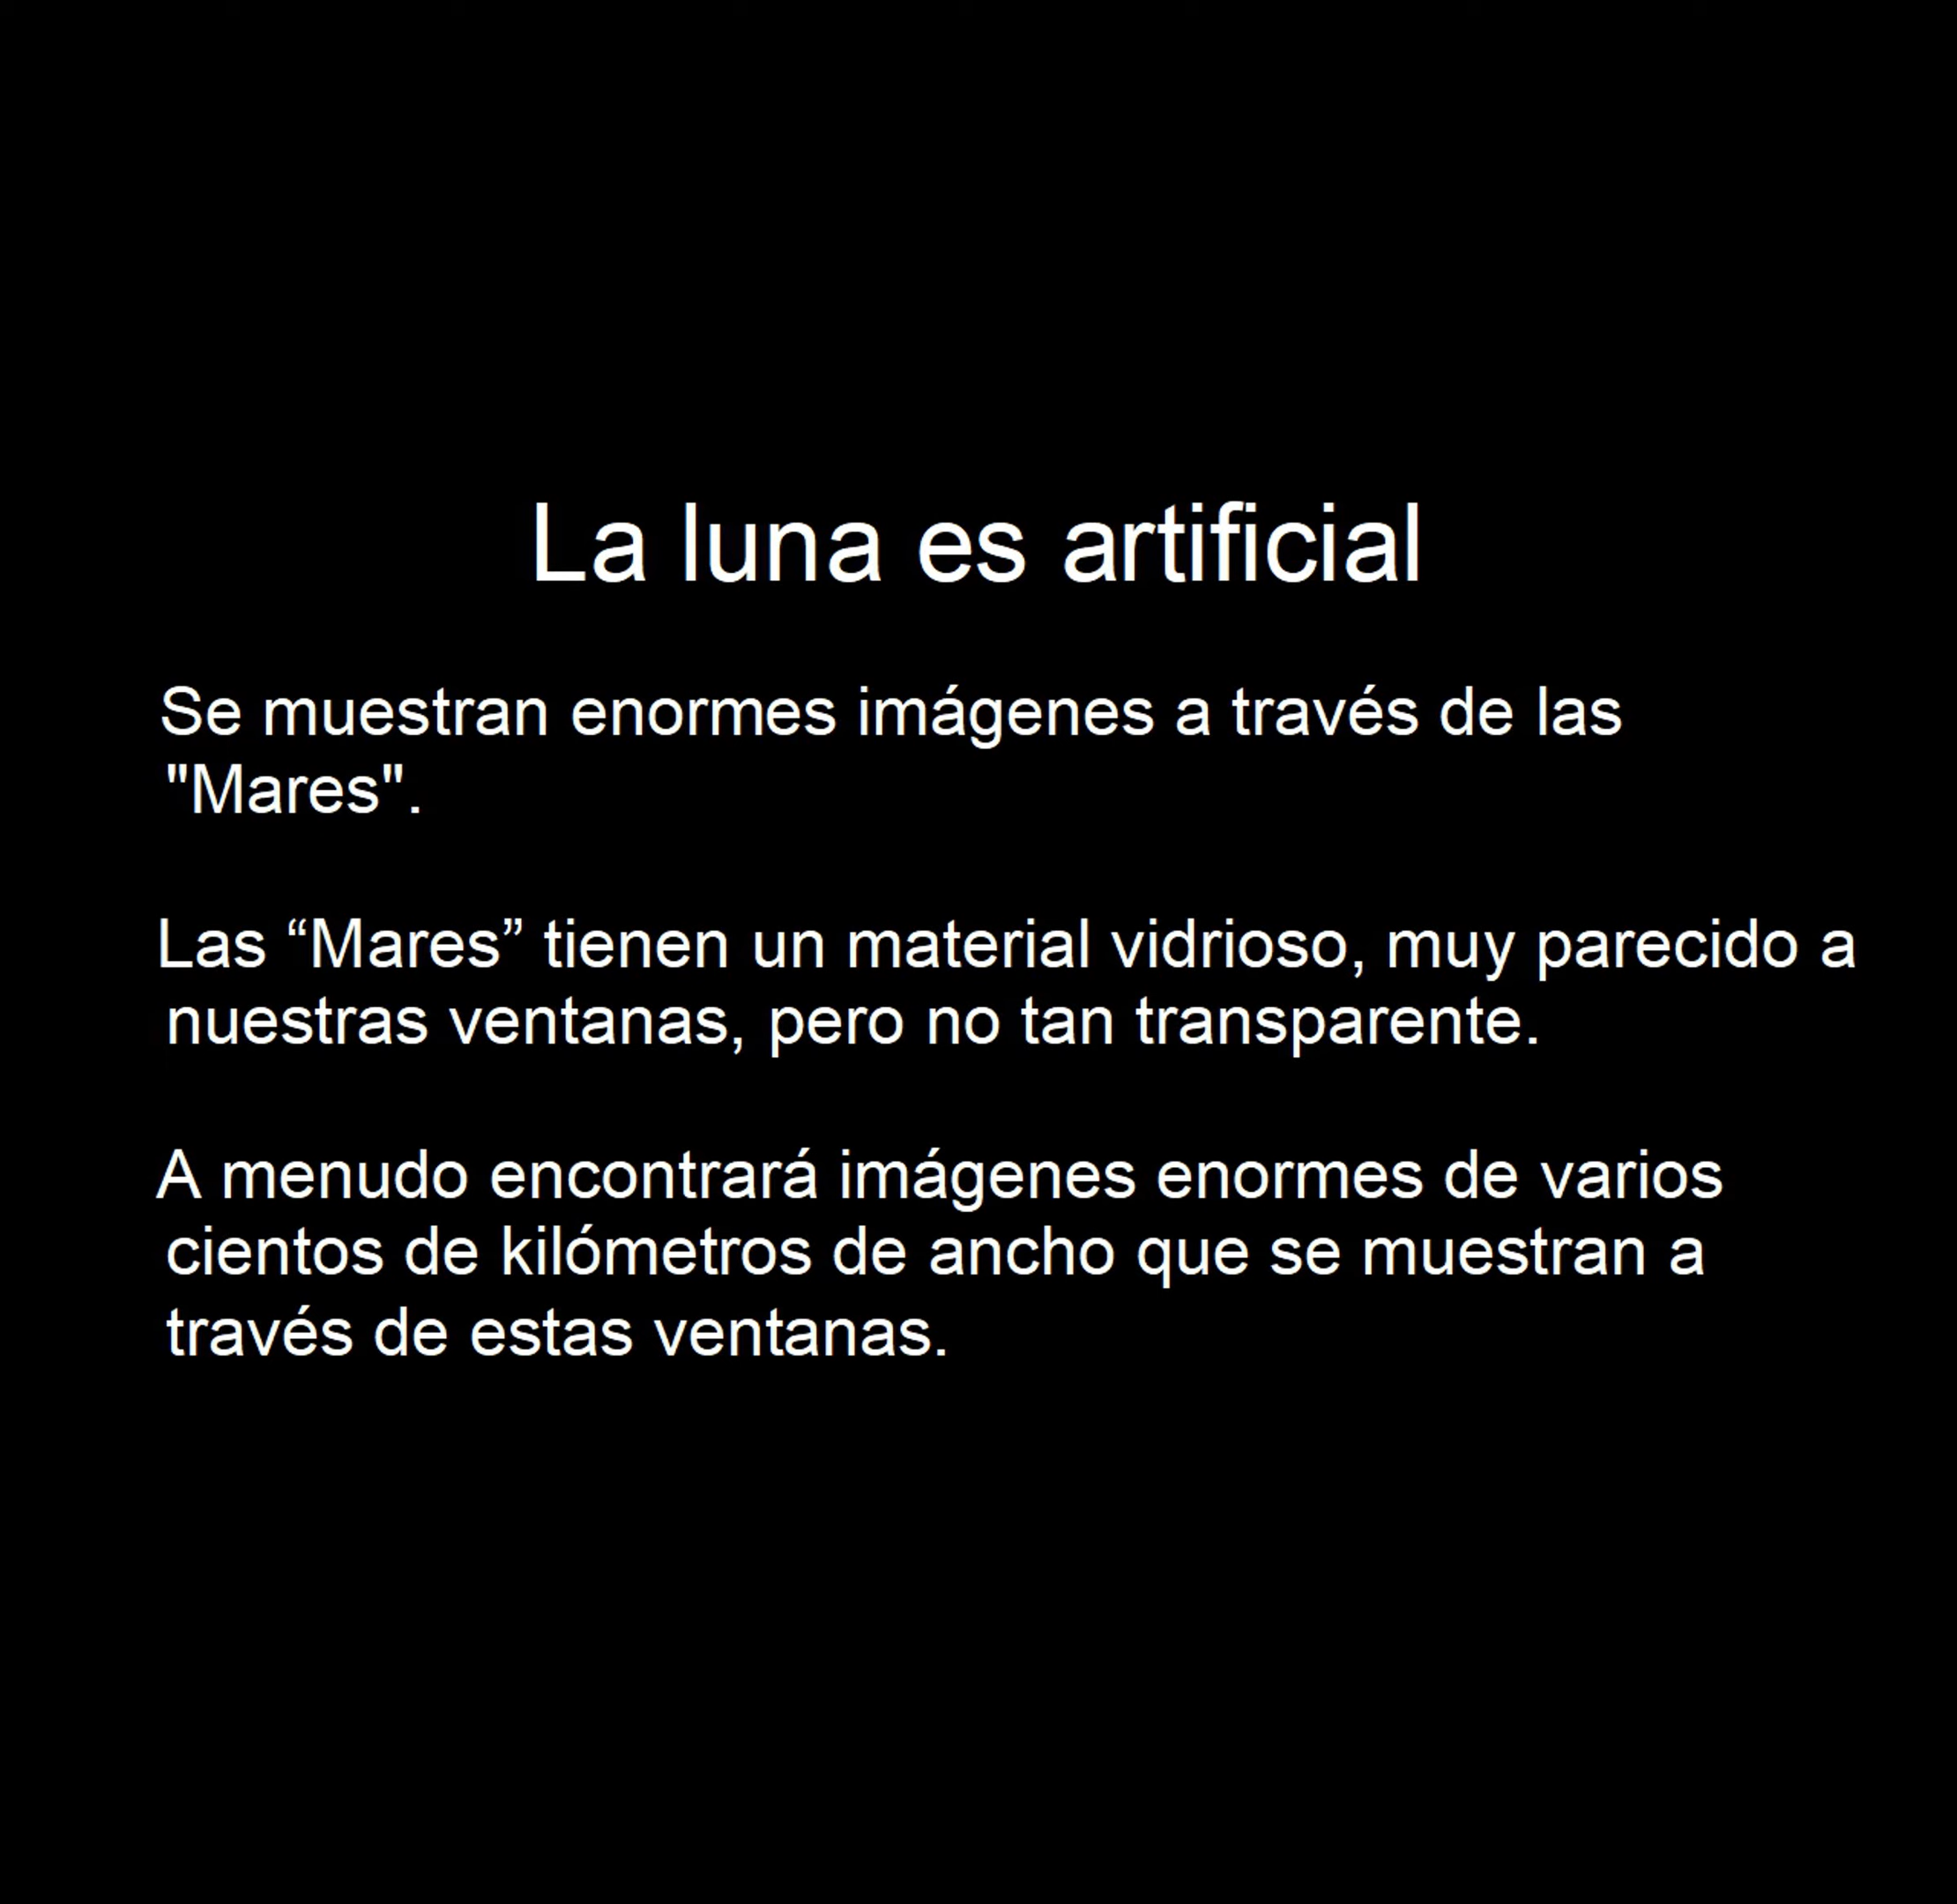 La luna es artificial
Se muestran enormes imágenes a través de las
"Mares".
Las “Mares” tienen un material vidrioso, muy parecido a
nuestras ventanas, pero no tan transparente.
A menudo encontrará imágenes enormes de varios
cientos de kilómetros de ancho que se muestran a
través de estas ventanas.